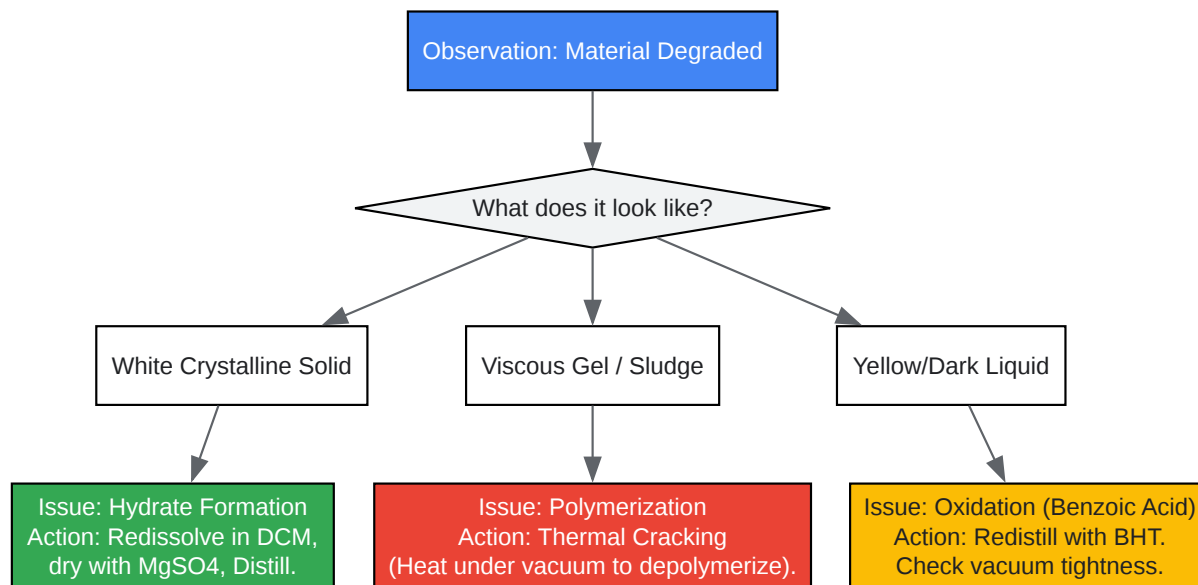 Observation: Material Degraded
What does it look like?
White Crystalline Solid
Viscous Gel / Sludge
Yellow/Dark Liquid
Issue: Hydrate Formation
Action: Redissolve in DCM,
dry with MgSO4, Distill.
Issue: Polymerization
Action: Thermal Cracking
(Heat under vacuum to depolymerize).
Issue: Oxidation (Benzoic Acid)
Action: Redistill with BHT.
Check vacuum tightness.